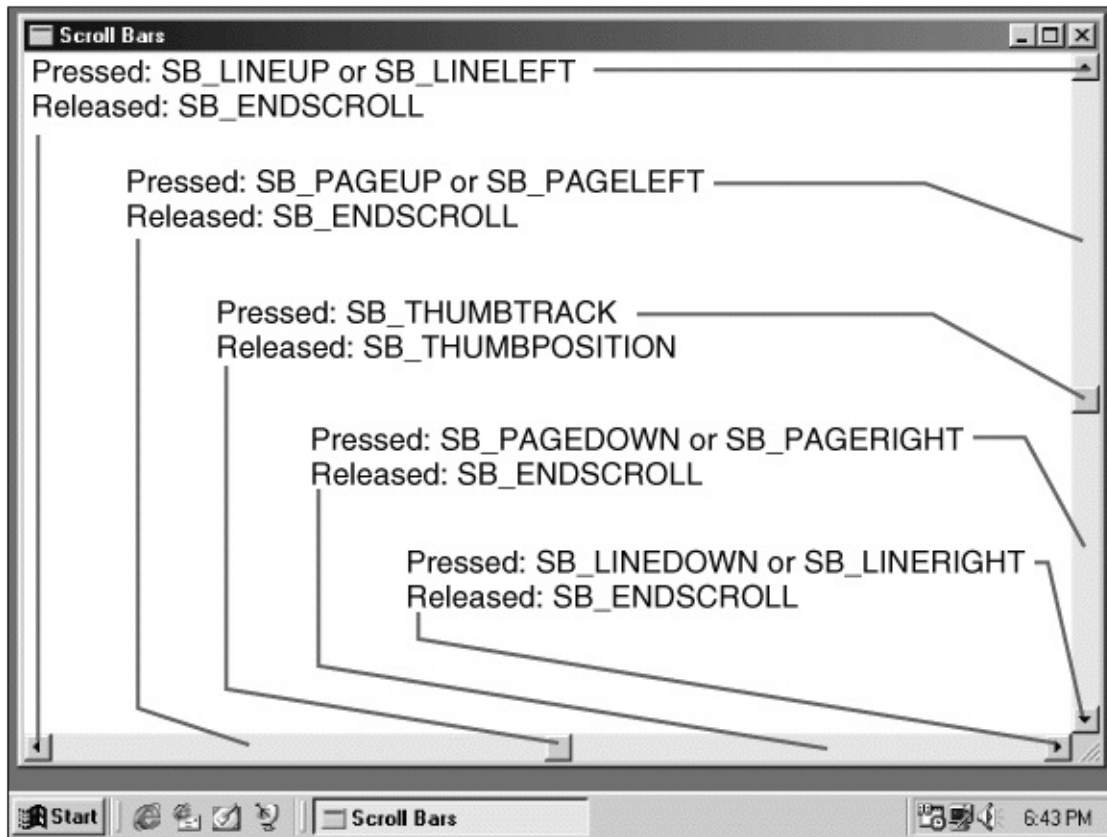 Scroll Bars
Pressed: SB_LINEUP or SB_LINELEFT
Released: SB_ENDSCROLL
Pressed: SB_PAGEUP or SB_PAGELEFT
Released: SB_ENDSCROLL
Pressed: SB_THUMBTRACK
Released: SB_THUMBPOSITION
Pressed: SB_PAGEDOWN or SB_PAGERIGHT
Released: SB_ENDSCROLL
Pressed: SB_LINEDOWN or SB_LINERIGHT
Released: SB_ENDSCROLL
Start Scroll Bars 6:43 PM